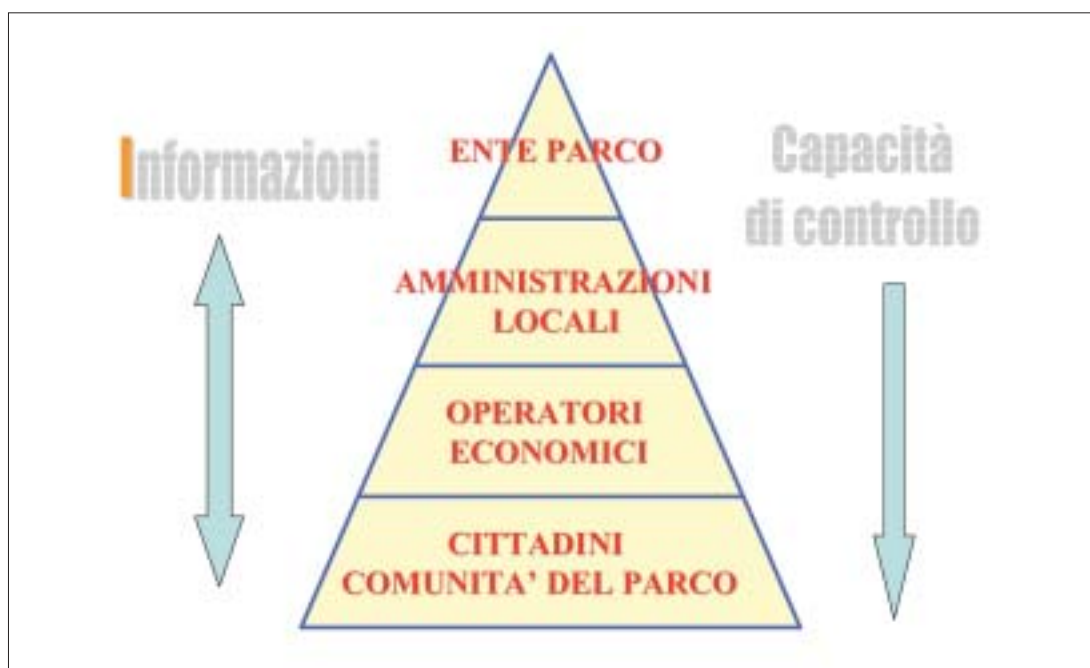 Informazioni
ENTE PARCO
Capacità
di controllo
AMMINISTRAZIONI
LOCALI
OPERATORI
ECONOMICI
CITTADINI
COMUNITA’ DEL PARCO